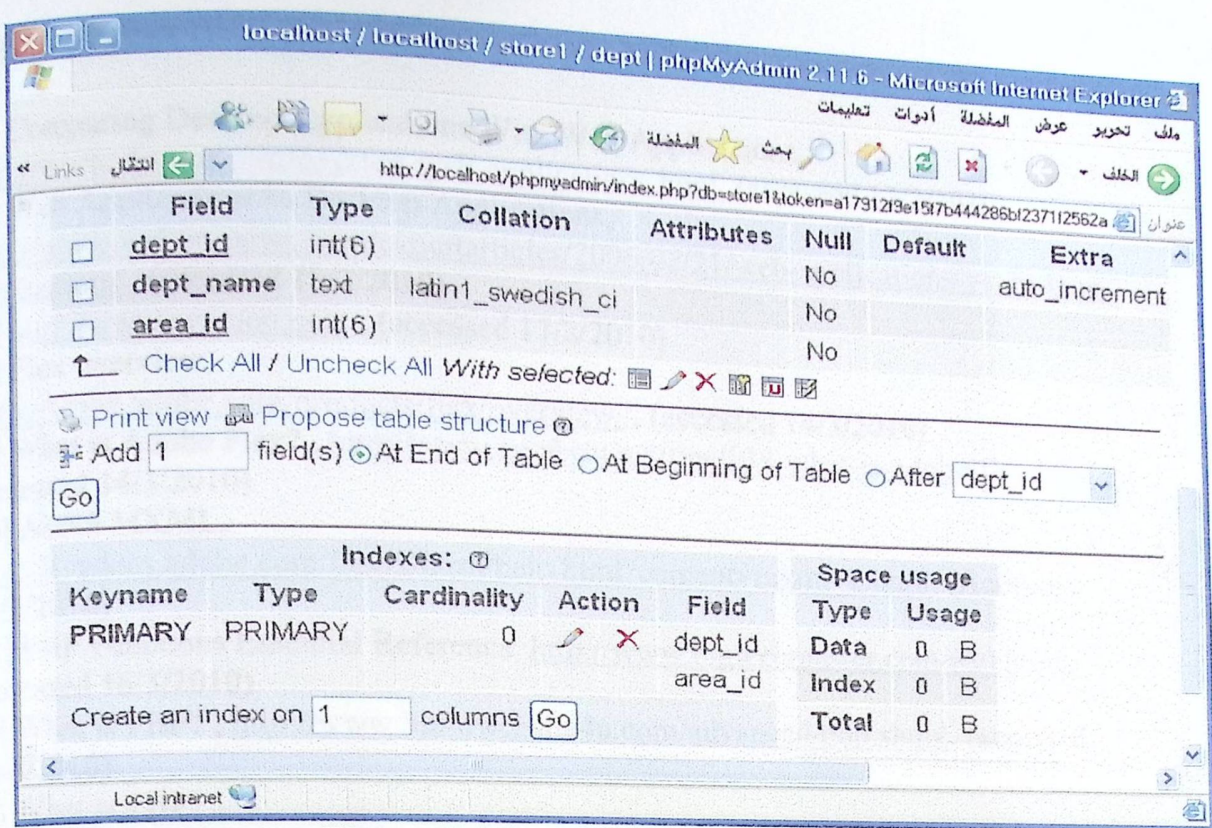 localhost / localhost / store1 / dept | phpMyAdmin 2.11.6 - Microsoft Internet Explorer
ملف تحرير عرض المفضلة أدوات تعليمات
الخلف بحث المفضلة
عنوان http://localhost/phpmyadmin/index.php?db=store1&token=a17912f3e15f7b444286bf2371f2562a انتقال Links »
Field Type Collation Attributes Null Default Extra
dept_id int(6) No auto_increment
dept_name text latin1_swedish_ci No
area_id int(6) No
Check All / Uncheck All With selected:
Print view Propose table structure
Add 1 field(s) At End of Table At Beginning of Table After dept_id
Go
Indexes:
Keyname Type Cardinality Action Field
PRIMARY PRIMARY 0 dept_id
area_id
Create an index on 1 columns Go
Space usage
Type Usage
Data 0 B
Index 0 B
Total 0 B
Local intranet